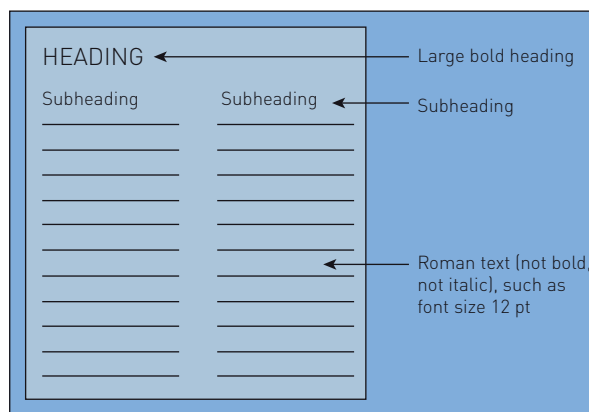 HEADING
Large bold heading
Subheading
Subheading
Subheading
Roman text (not bold,
not italic), such as
font size 12 pt